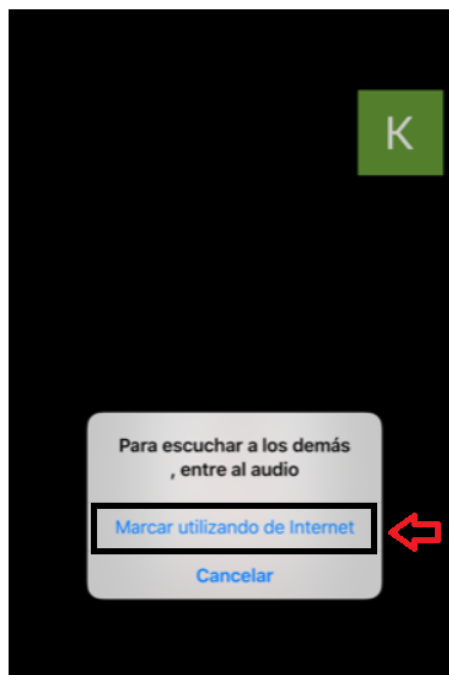 K
Para escuchar a los demás
, entre al audio
Marcar utilizando de Internet
Cancelar